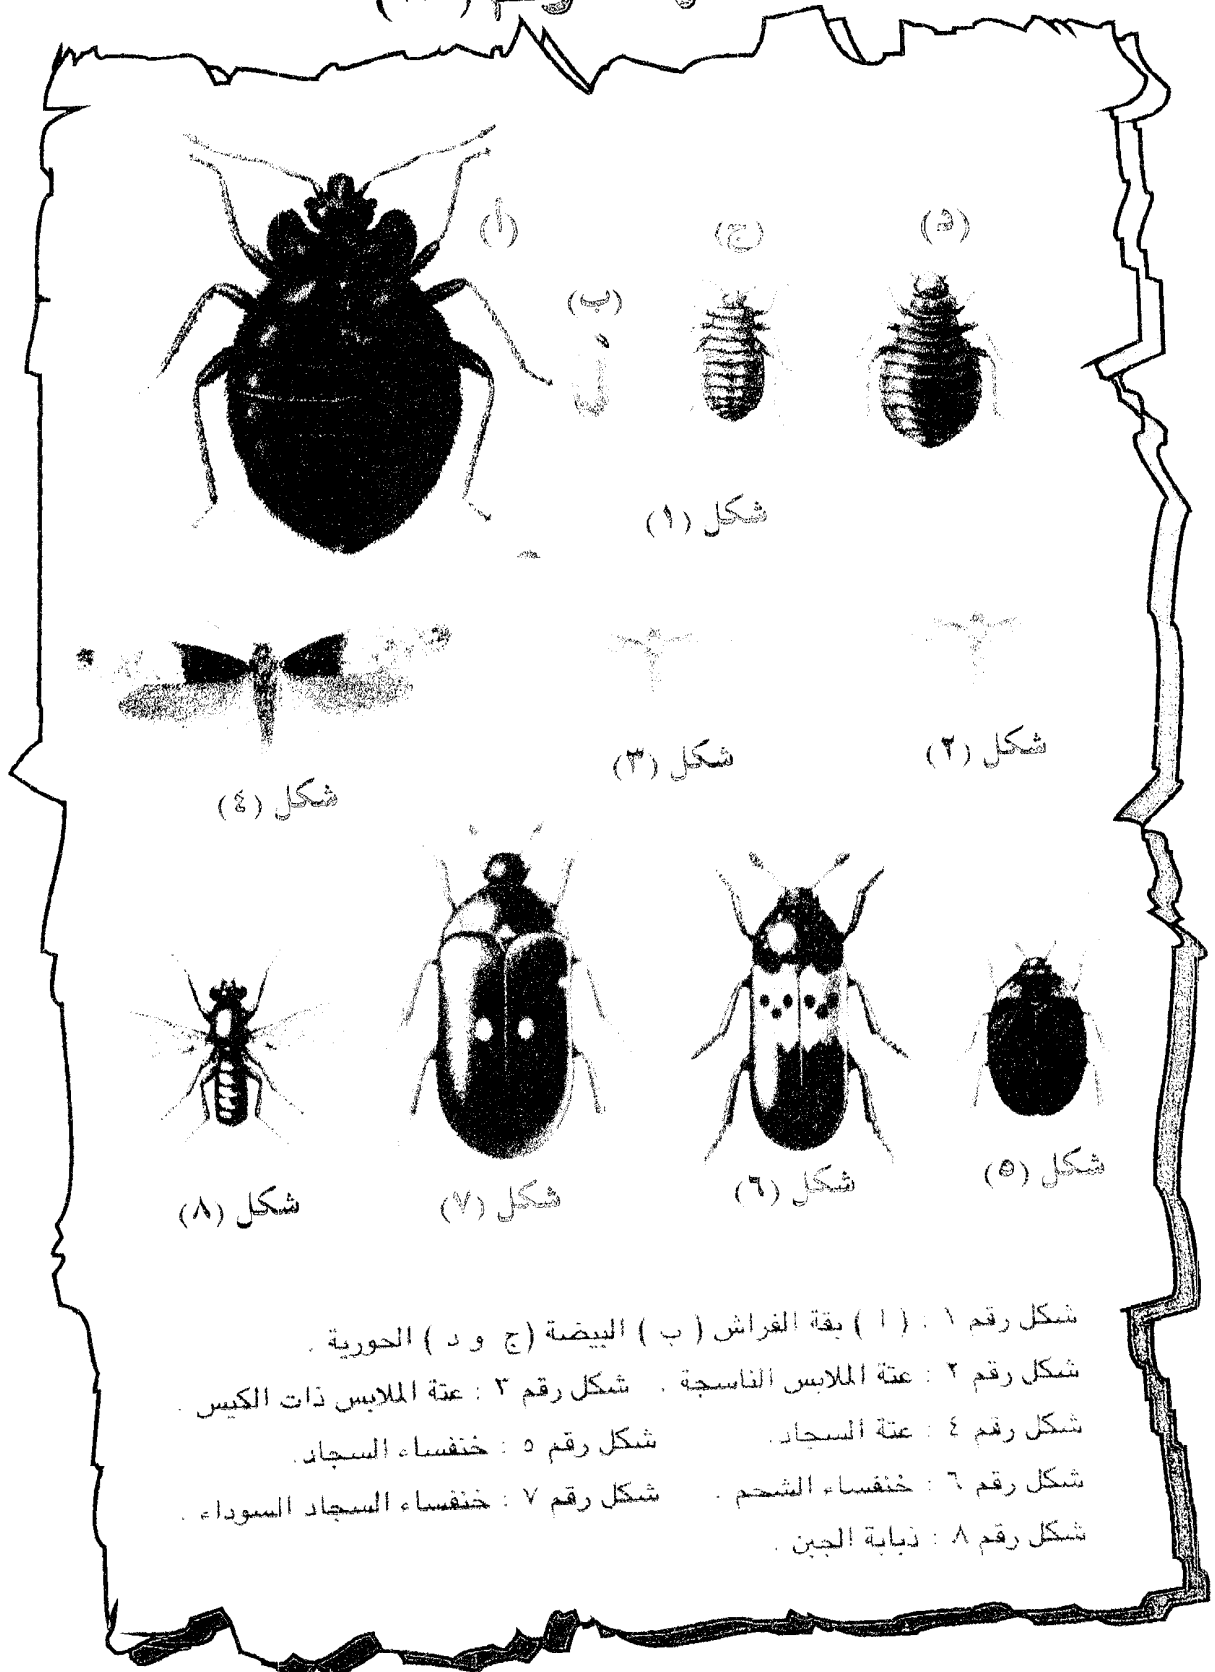 (أ)
(ب)
(ج)
(د)
شكل (١)
شكل (٢)
شكل (٣)
شكل (٤)
شكل (٥)
شكل (٦)
شكل (٧)
شكل (٨)
شكل رقم ١ : ( ا ) بقة الفراش ( ب ) البيضة (ج و د ) الحورية .
شكل رقم ٢ : عتة الملابس الناسجة . شكل رقم ٣ : عتة الملابس ذات الكيس .
شكل رقم ٤ : عتة السجاد. شكل رقم ٥ : خنفساء السجاد.
شكل رقم ٦ : خنفساء الشحم . شكل رقم ٧ : خنفساء السجاد السوداء .
شكل رقم ٨ : ذبابة الجبن .